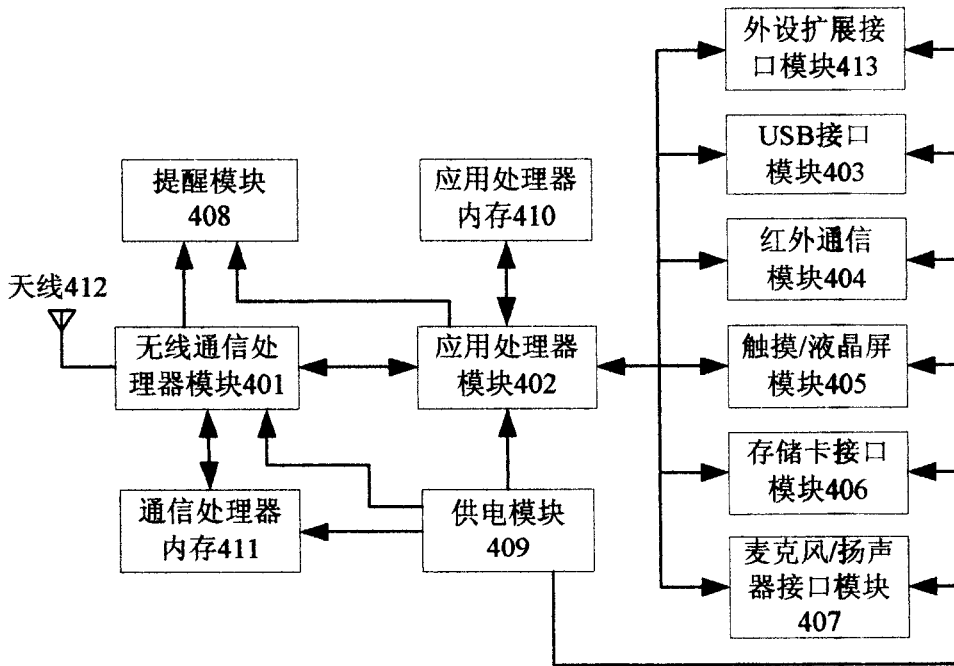 外设扩展接
口模块413
USB接口
模块403
提醒模块
408
应用处理器
内存410
红外通信
模块404
天线412
无线通信处
理器模块401
应用处理器
模块402
触摸/液晶屏
模块405
存储卡接口
模块406
通信处理器
内存411
供电模块
409
麦克风/扬声
器接口模块
407